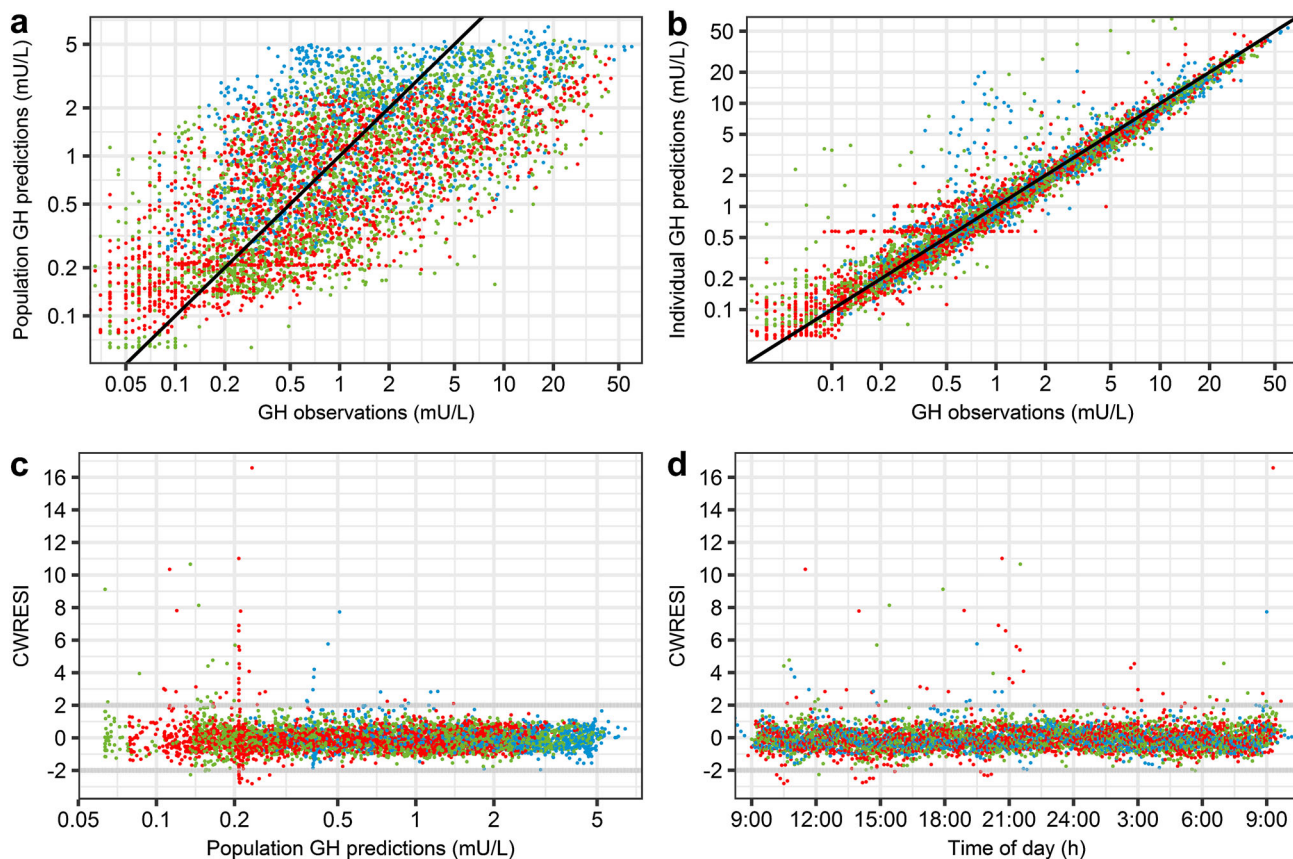 a
Population GH predictions (mU/L)
5
2
1
0.5
0.2
0.1
0.05 0.1 0.2 0.5 1 2 5 10 20 50
GH observations (mU/L)
b
Individual GH predictions (mU/L)
50
20
10
5
2
1
0.5
0.2
0.1
0.1 0.2 0.5 1 2 5 10 20 50
GH observations (mU/L)
c
CWRESI
16
14
12
10
8
6
4
2
0
-2
0.05 0.1 0.2 0.5 1 2 5
Population GH predictions (mU/L)
d
CWRESI
16
14
12
10
8
6
4
2
0
-2
9:00 12:00 15:00 18:00 21:00 24:00 3:00 6:00 9:00
Time of day (h)